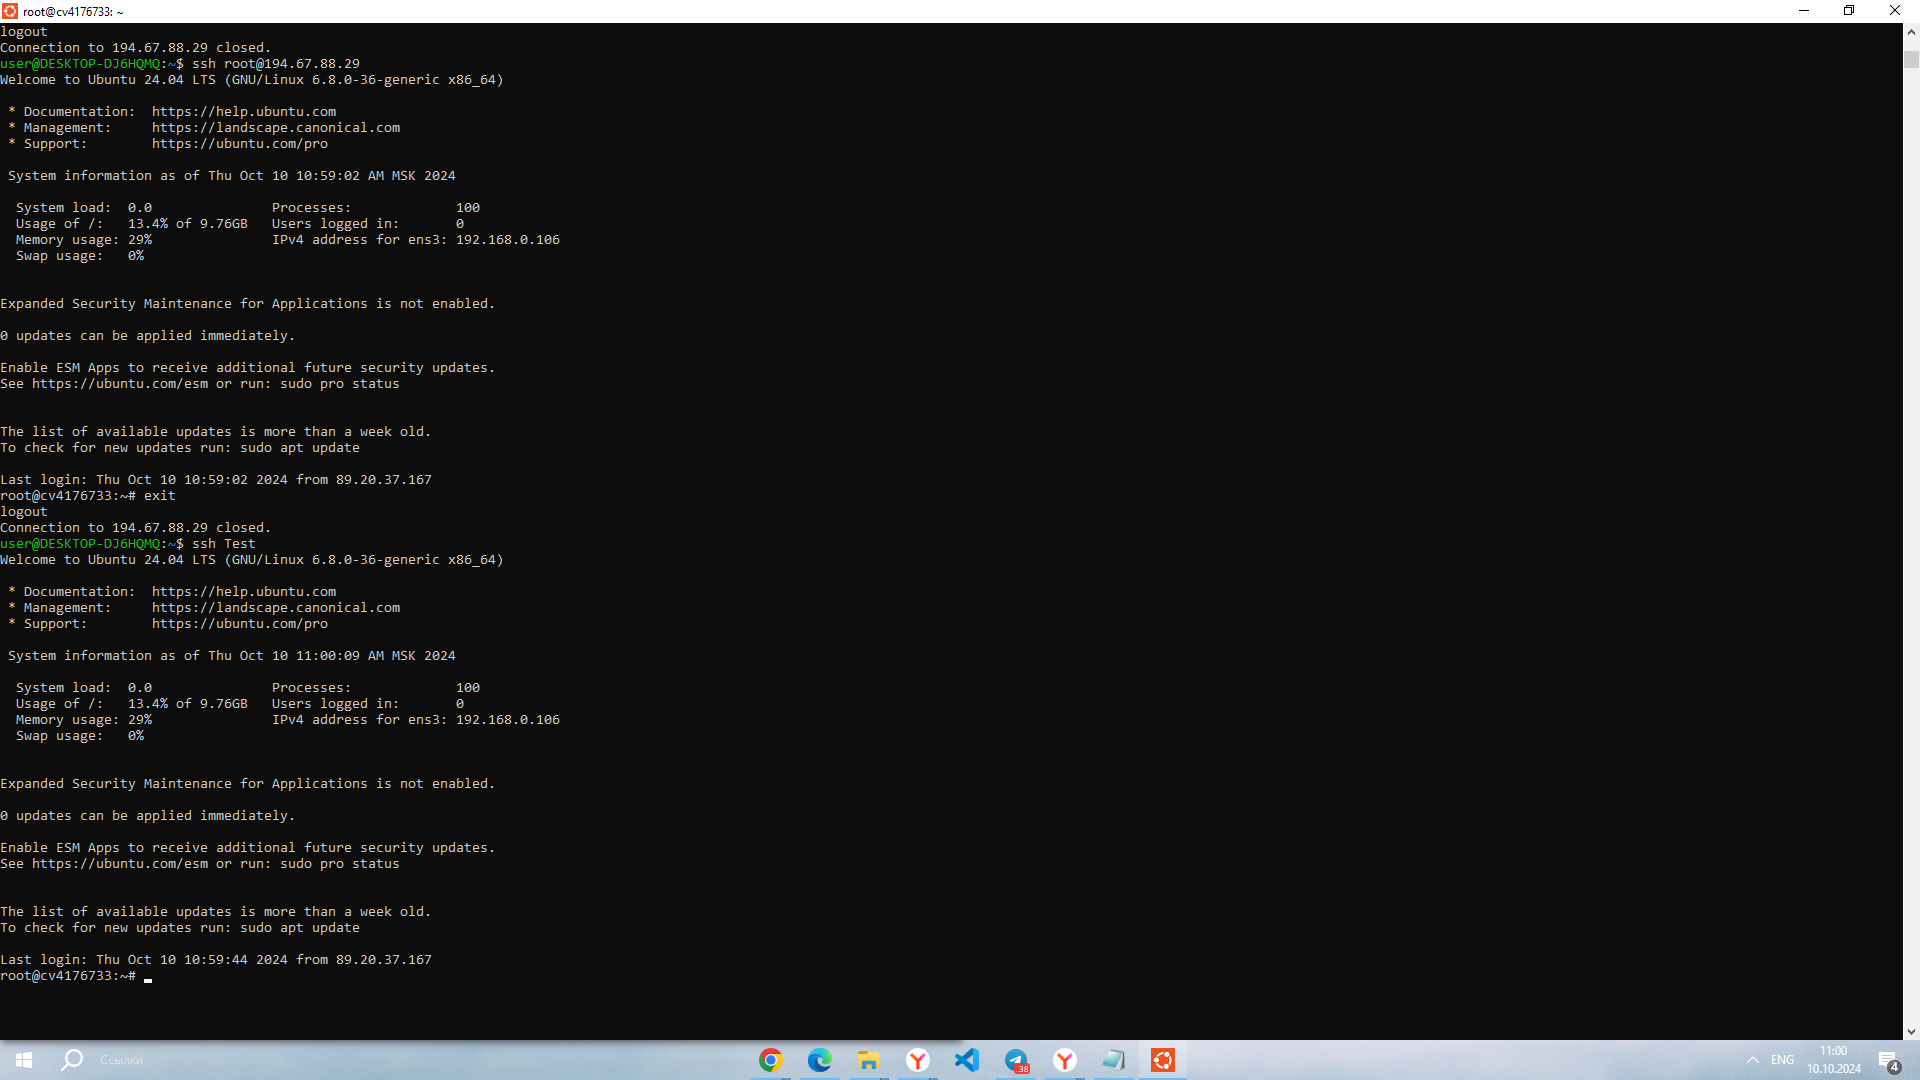 root@cv4176733: ~
logout
Connection to 194.67.88.29 closed.
user@DESKTOP-DJ6HQMQ:~$ ssh root@194.67.88.29
Welcome to Ubuntu 24.04 LTS (GNU/Linux 6.8.0-36-generic x86_64)
* Documentation:  https://help.ubuntu.com
* Management:     https://landscape.canonical.com
* Support:        https://ubuntu.com/pro
System information as of Thu Oct 10 10:59:02 AM MSK 2024
System load:  0.0               Processes:             100
Usage of /:   13.4% of 9.76GB   Users logged in:       0
Memory usage: 29%               IPv4 address for ens3: 192.168.0.106
Swap usage:   0%
Expanded Security Maintenance for Applications is not enabled.
0 updates can be applied immediately.
Enable ESM Apps to receive additional future security updates.
See https://ubuntu.com/esm or run: sudo pro status
The list of available updates is more than a week old.
To check for new updates run: sudo apt update
Last login: Thu Oct 10 10:59:02 2024 from 89.20.37.167
root@cv4176733:~# exit
logout
Connection to 194.67.88.29 closed.
user@DESKTOP-DJ6HQMQ:~$ ssh Test
Welcome to Ubuntu 24.04 LTS (GNU/Linux 6.8.0-36-generic x86_64)
* Documentation:  https://help.ubuntu.com
* Management:     https://landscape.canonical.com
* Support:        https://ubuntu.com/pro
System information as of Thu Oct 10 11:00:09 AM MSK 2024
System load:  0.0               Processes:             100
Usage of /:   13.4% of 9.76GB   Users logged in:       0
Memory usage: 29%               IPv4 address for ens3: 192.168.0.106
Swap usage:   0%
Expanded Security Maintenance for Applications is not enabled.
0 updates can be applied immediately.
Enable ESM Apps to receive additional future security updates.
See https://ubuntu.com/esm or run: sudo pro status
The list of available updates is more than a week old.
To check for new updates run: sudo apt update
Last login: Thu Oct 10 10:59:44 2024 from 89.20.37.167
root@cv4176733:~#
Ссылки
38
ENG
11:00
10.10.2024
4